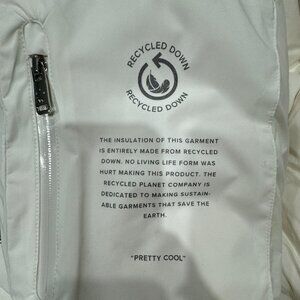 RECYCLED DOWN
RECYCLED DOWN
THE INSULATION OF THIS GARMENT
IS ENTIRELY MADE FROM RECYCLED
DOWN. NO LIVING LIFE FORM WAS
HURT MAKING THIS PRODUCT. THE
RECYCLED PLANET COMPANY IS
DEDICATED TO MAKING SUSTAIN-
ABLE GARMENTS THAT SAVE THE
EARTH.
"PRETTY COOL"